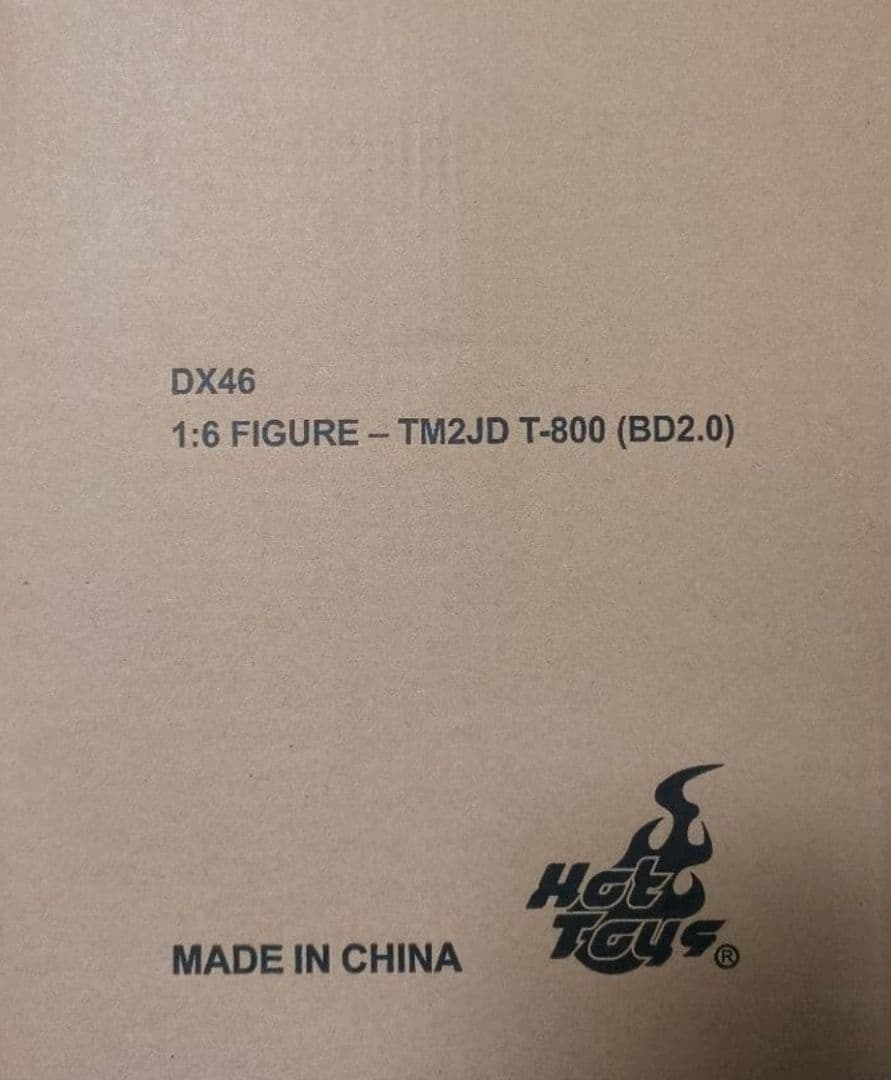 DX46
1:6 FIGURE – TM2JD T-800 (BD2.0)
Hot
Toys®
MADE IN CHINA